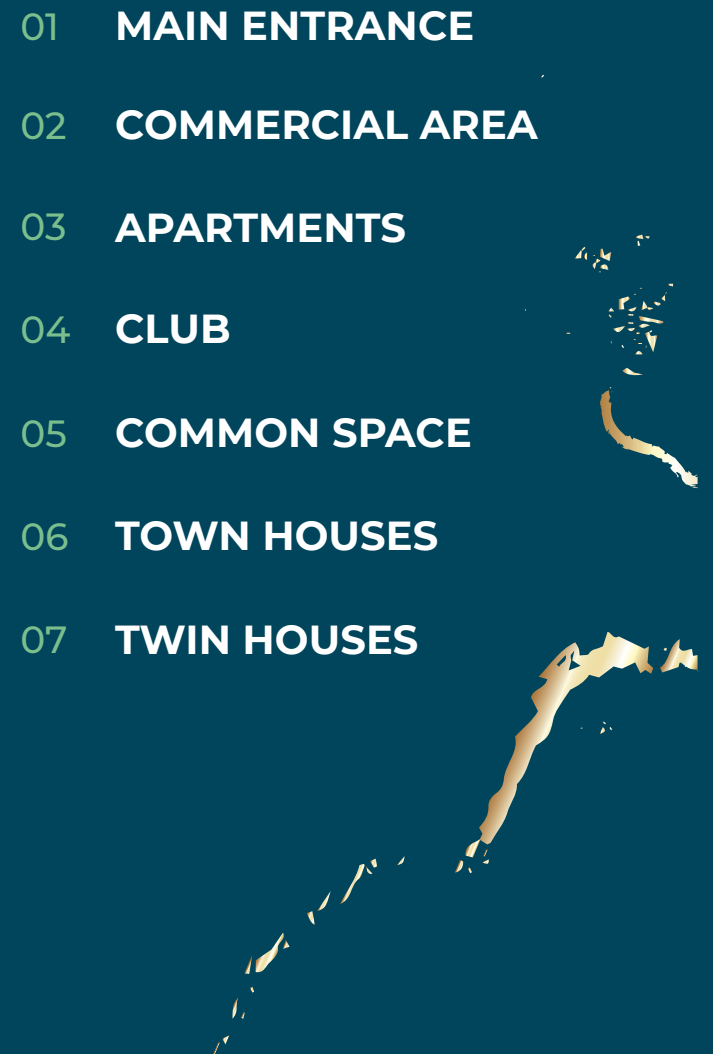 01 MAIN ENTRANCE
02 COMMERCIAL AREA
03 APARTMENTS
04 CLUB
05 COMMON SPACE
06 TOWN HOUSES
07 TWIN HOUSES